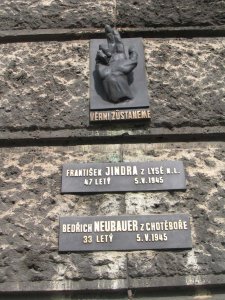 VĚRNI ZŮSTANEME
FRANTIŠEK JINDRA Z LYSÉ N.L.
47 LETÝ 5.V.1945
BEDŘICH NEUBAUER Z CHOTĚBOŘE
33 LETÝ 5.V.1945